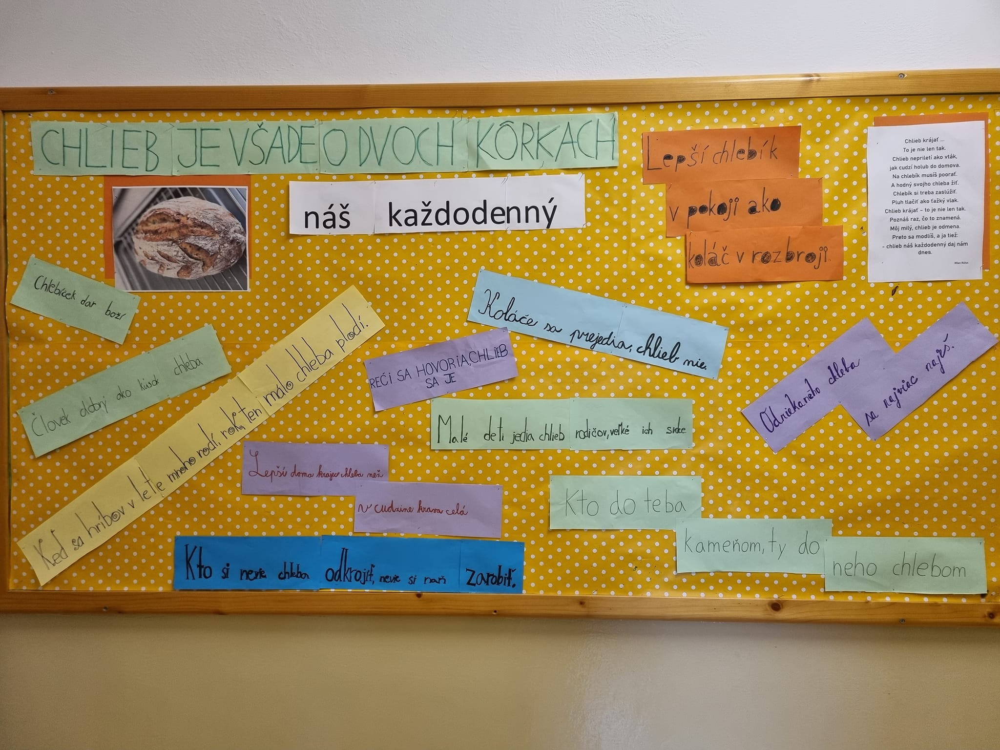 CHLIEB JE VŠADE O DVOCH KÔRKACH
náš každodenný
Lepší chlebík
v pokoji ako
koláč v rozbroji
Chlieb krájať ...
To je nie len tak.
Chlieb nepriletí ako vták,
jak cudzí holub do domova.
Na chlebík musíš poorať.
A hodný svojho chleba žiť.
Chlebík si treba zaslúžiť.
Pluh tlačiť ako ťažký vlak.
Chlieb krájať – to je nie len tak.
Poznáš raz, čo to znamená.
Môj milý, chlieb je odmena.
Preto sa modlíš, a ja tiež:
- chlieb náš každodenný daj nám
dnes.
Milan Rúfus
Chlebíček dar boží
Človek dobrý ako kúsok chleba
Keď sa hríbov v lete mnoho rodí, rok ten málo chleba plodí.
REČI SA HOVORIA, CHLIEB
SA JE
Koláče sa prejedia, chlieb nie.
Odriekaného chleba
sa najviac naješ.
Malé deti jedia chlieb rodičov, veľké ich srdce.
Lepší doma krajec chleba než
v cudzine krava celá
Kto do teba
kameňom, ty do
neho chlebom
Kto si nevie chleba odkrojiť, nevie si naň zarobiť.